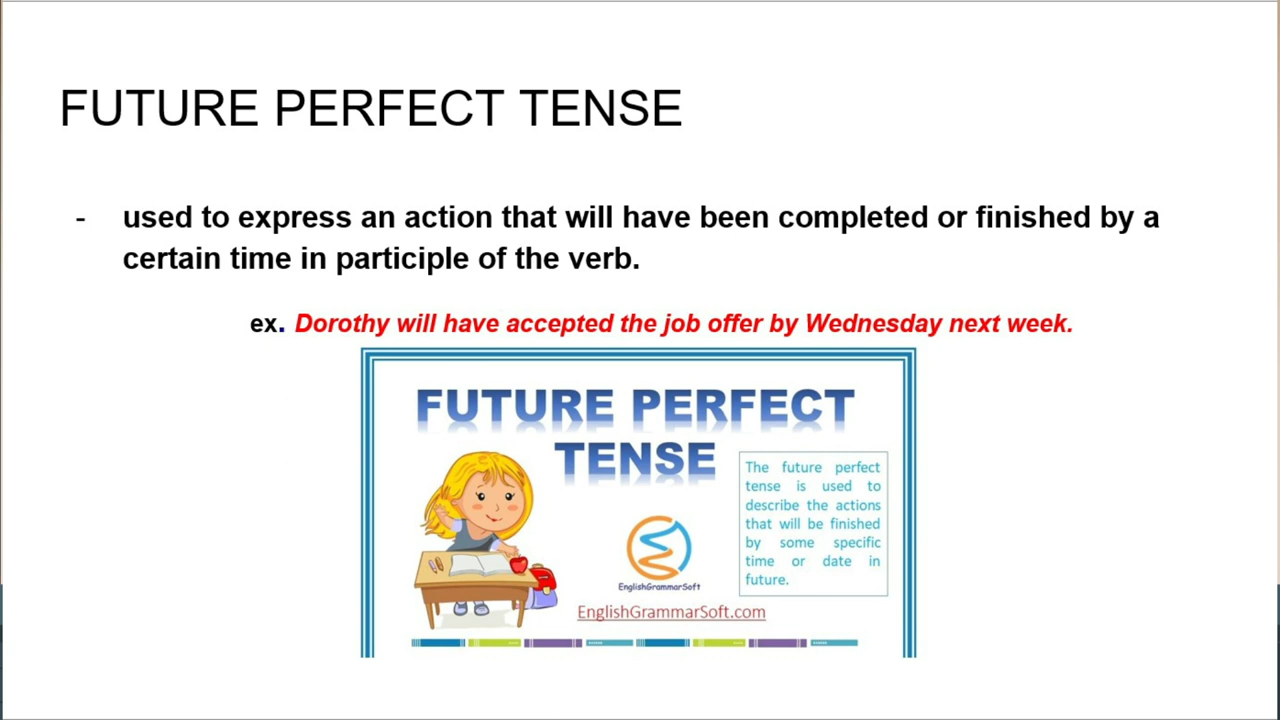 FUTURE PERFECT TENSE
- used to express an action that will have been completed or finished by a
certain time in participle of the verb.
ex. Dorothy will have accepted the job offer by Wednesday next week.
FUTURE PERFECT
TENSE
The future perfect
tense is used to
describe the actions
that will be finished
by some specific
time or date in
future.
EnglishGrammarSoft
EnglishGrammarSoft.com